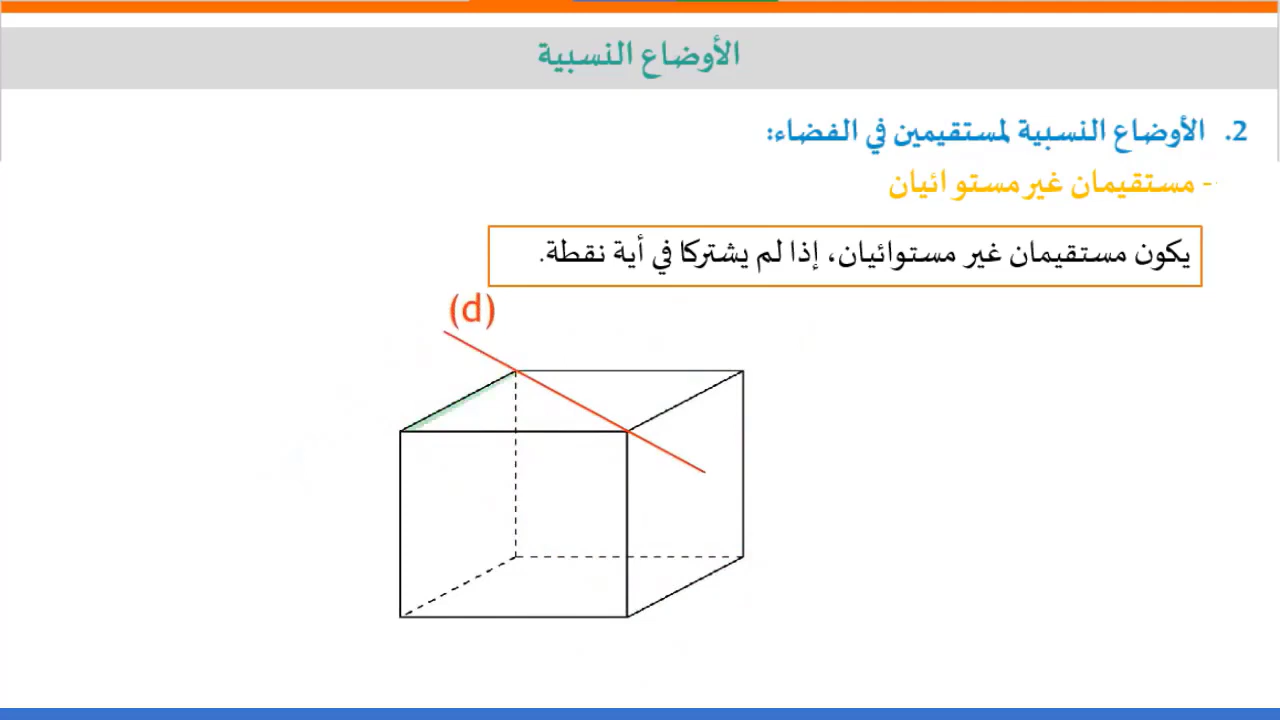 الأوضاع النسبية
2. الأوضاع النسبية لمستقيمين في الفضاء:
- مستقيمان غير مستوائيان
يكون مستقيمان غير مستوائيان، إذا لم يشتركا في أية نقطة.
(d)